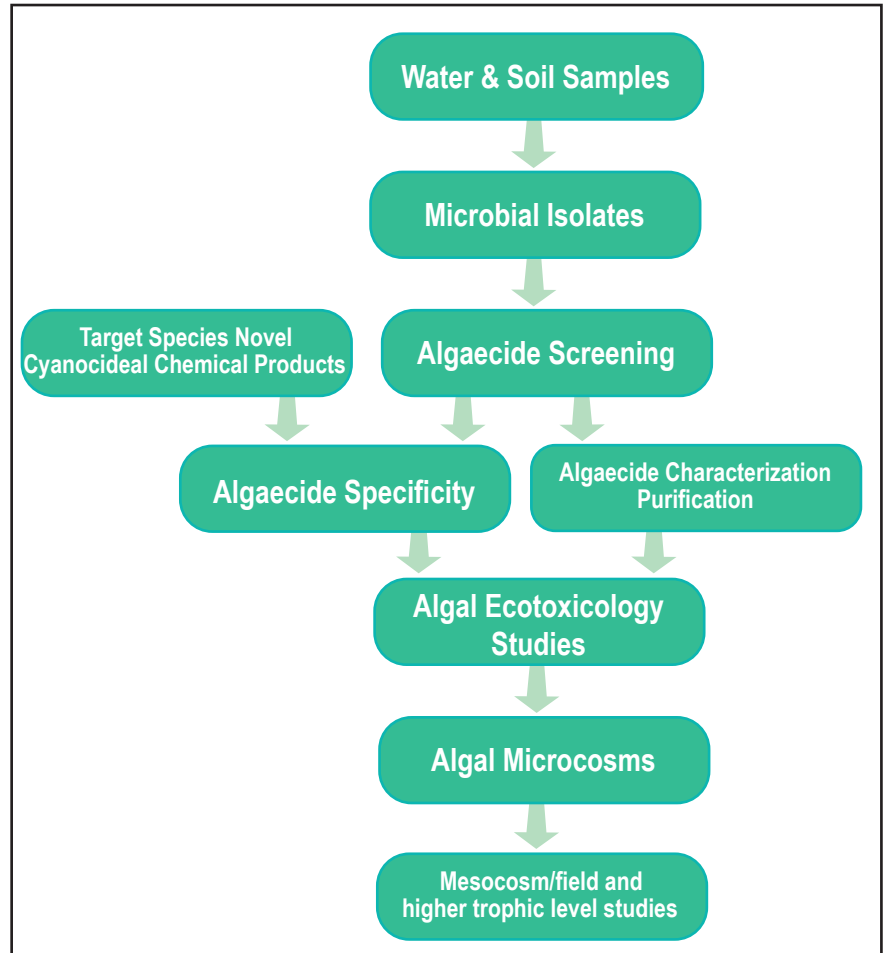 Water & Soil Samples
Microbial Isolates
Target Species Novel
Cyanocideal Chemical Products
Algaecide Screening
Algaecide Specificity
Algaecide Characterization
Purification
Algal Ecotoxicology
Studies
Algal Microcosms
Mesocosm/field and
higher trophic level studies